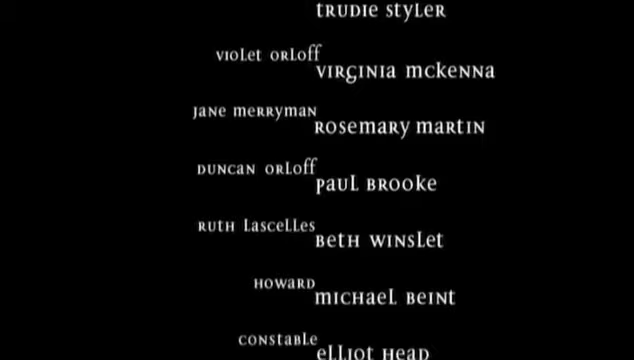 TRUDIE STYLER
VIOLET ORLOFF
VIRGINIA MCKENNA
JANE MERRYMAN
ROSEMARY MARTIN
DUNCAN ORLOFF
PAUL BROOKE
RUTH LASCELLES
BETH WINSLET
HOWARD
MICHAEL BEINT
CONSTABLE
ELLIOT HEAD